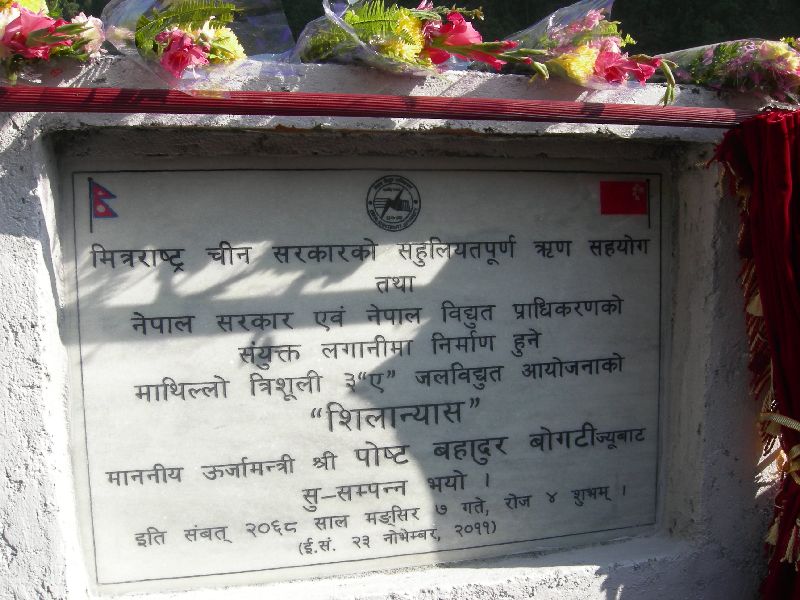 मित्रराष्ट्र चीन सरकारको सहुलियतपूर्ण ऋण सहयोग
तथा
नेपाल सरकार एवं नेपाल विद्युत प्राधिकरणको
संयुक्त लगानीमा निर्माण हुने
माथिल्लो त्रिशूली ३"ए" जलविद्युत आयोजनाको
"शिलान्यास"
माननीय ऊर्जामन्त्री श्री पोष्ट बहादुर बोगटीज्यूबाट
सु-सम्पन्न भयो ।
इति संबत् २०६८ साल मङ्सिर ७ गते, रोज ४ शुभम् ।
(ई.सं. २३ नोभेम्बर, २०११)